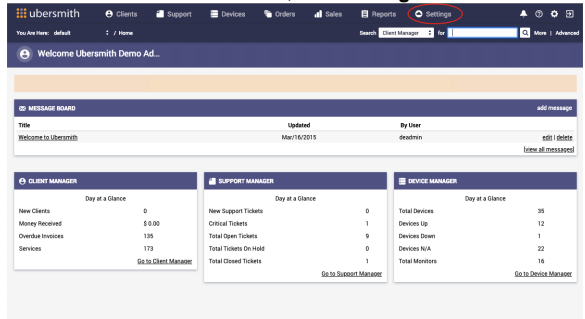 ubersmith Clients Support Devices Orders Sales Reports Settings
You Are Here: default / Home Search Client Manager for More | Advanced
Welcome Ubersmith Demo Ad...
MESSAGE BOARD add message
Title Updated By User
Welcome to Ubersmith Mar/16/2015 deadmin edit | delete
[view all messages]
CLIENT MANAGER
Day at a Glance
New Clients 0
Money Received $ 0.00
Overdue Invoices 135
Services 173
Go to Client Manager
SUPPORT MANAGER
Day at a Glance
New Support Tickets 0
Critical Tickets 1
Total Open Tickets 9
Total Tickets On Hold 0
Total Closed Tickets 1
Go to Support Manager
DEVICE MANAGER
Day at a Glance
Total Devices 35
Devices Up 12
Devices Down 1
Devices N/A 22
Total Monitors 16
Go to Device Manager